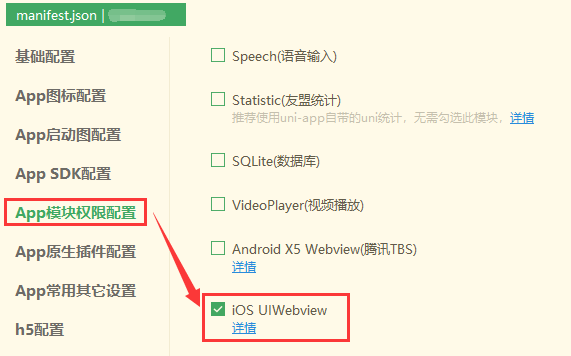 manifest.json |
基础配置
App图标配置
App启动图配置
App SDK配置
App模块权限配置
App原生插件配置
App常用其它设置
h5配置
Speech(语音输入)
Statistic(友盟统计)
推荐使用uni-app自带的uni统计，无需勾选此模块，详情
SQLite(数据库)
VideoPlayer(视频播放)
Android X5 Webview(腾讯TBS)
详情
iOS UIWebview
详情